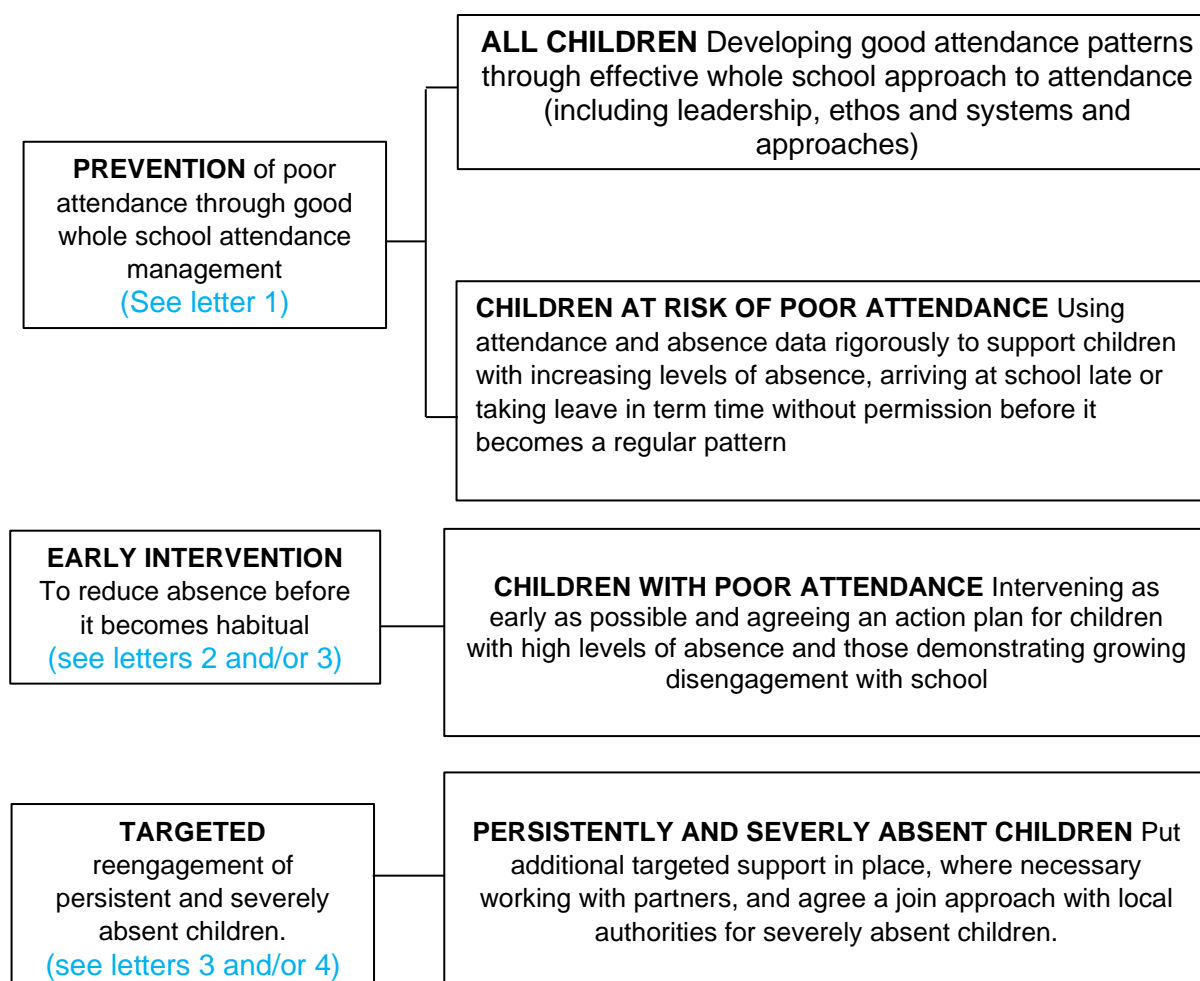 ALL CHILDREN Developing good attendance patterns
through effective whole school approach to attendance
(including leadership, ethos and systems and
approaches)
PREVENTION of poor
attendance through good
whole school attendance
management
(See letter 1)
CHILDREN AT RISK OF POOR ATTENDANCE Using
attendance and absence data rigorously to support children
with increasing levels of absence, arriving at school late or
taking leave in term time without permission before it
becomes a regular pattern
EARLY INTERVENTION
To reduce absence before
it becomes habitual
(see letters 2 and/or 3)
CHILDREN WITH POOR ATTENDANCE Intervening as
early as possible and agreeing an action plan for children
with high levels of absence and those demonstrating growing
disengagement with school
TARGETED
reengagement of
persistent and severely
absent children.
(see letters 3 and/or 4)
PERSISTENTLY AND SEVERLY ABSENT CHILDREN Put
additional targeted support in place, where necessary
working with partners, and agree a join approach with local
authorities for severely absent children.